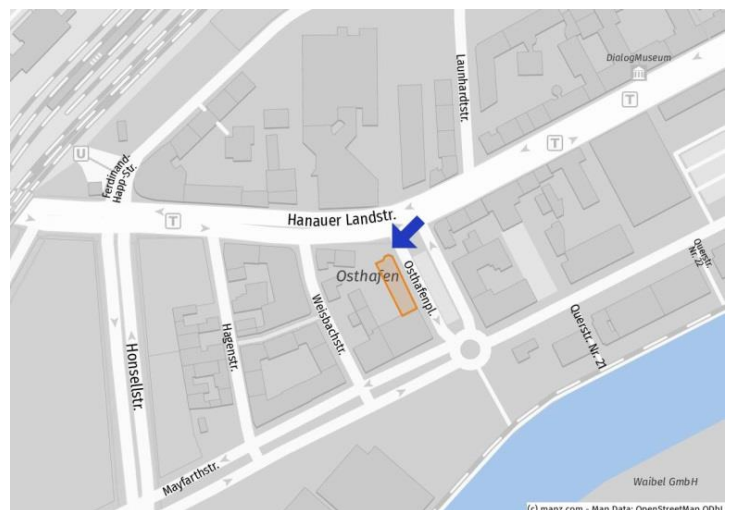 DialogMuseum
Launhardtstr.
T
T
U
Ferdinand-
Happ-Str.
T
Hanauer Landstr.
Osthafen
Osthafenpl.
Querstr.
Nr. 22
Weisbachstr.
Hagenstr.
Honsellstr.
Querstr. Nr. 21
Mayfarthstr.
Waibel GmbH
(c) manz.com - Map Data: OpenStreetMap ODbL